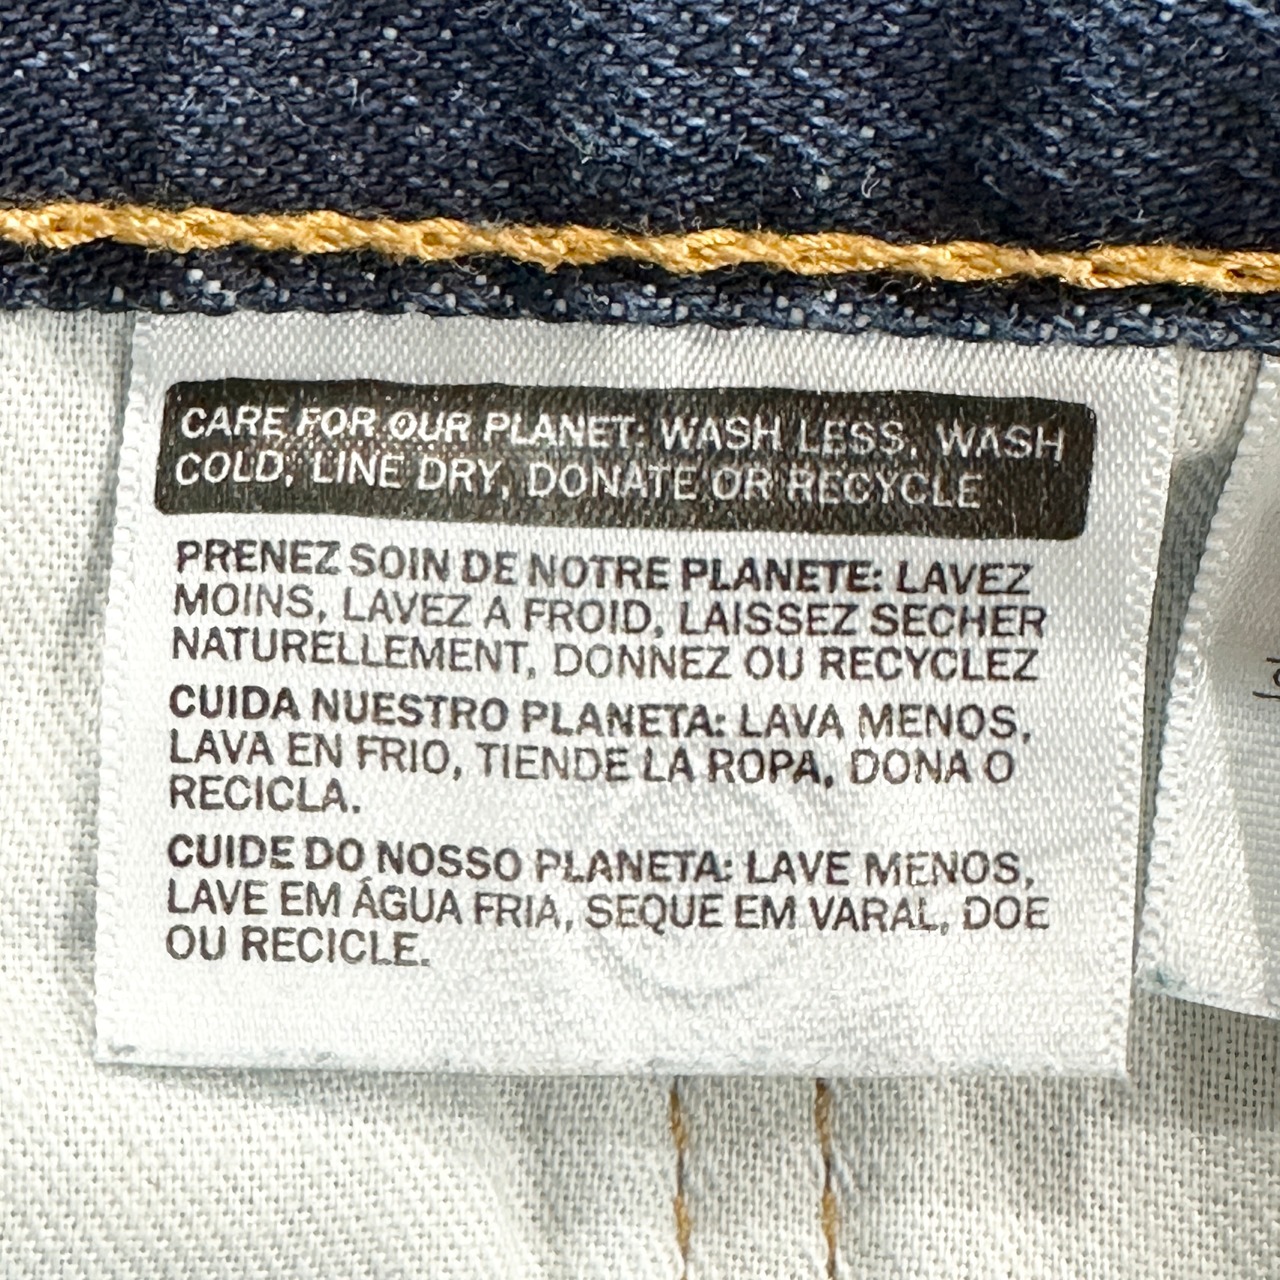 CARE FOR OUR PLANET: WASH LESS, WASH
COLD, LINE DRY, DONATE OR RECYCLE
PRENEZ SOIN DE NOTRE PLANETE: LAVEZ
MOINS, LAVEZ A FROID, LAISSEZ SECHER
NATURELLEMENT, DONNEZ OU RECYCLEZ
CUIDA NUESTRO PLANETA: LAVA MENOS,
LAVA EN FRIO, TIENDE LA ROPA, DONA O
RECICLA.
CUIDE DO NOSSO PLANETA: LAVE MENOS,
LAVE EM ÁGUA FRIA, SEQUE EM VARAL, DOE
OU RECICLE.